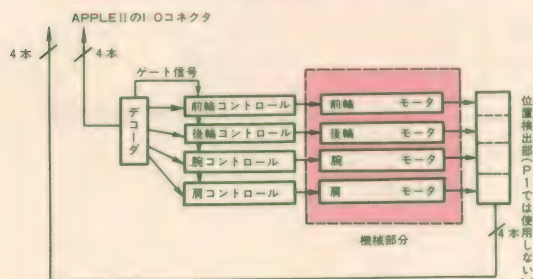 APPLEⅡのI Oコネクタ
4本
4本
ゲート信号
デコーダ
前輪コントロール
前輪 モータ
後輪コントロール
後輪 モータ
腕コントロール
腕 モータ
肩コントロール
肩 モータ
機械部分
位置検出部(P1では使用しない)
4本